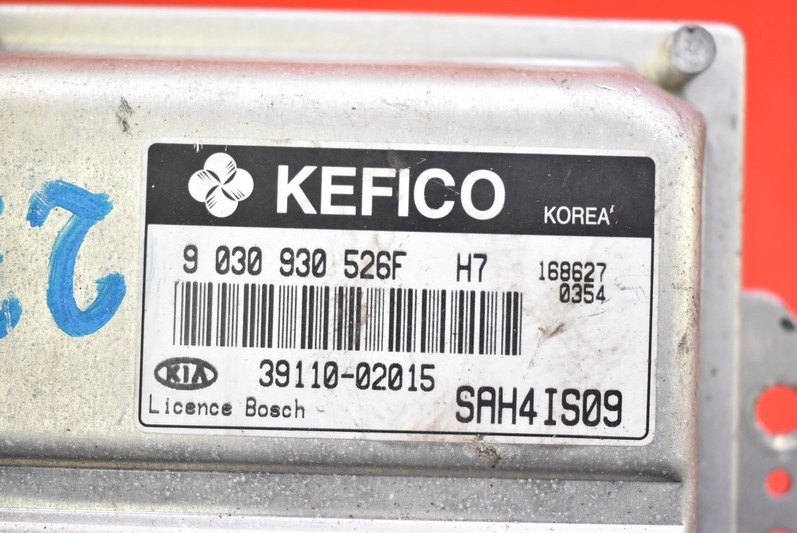 KEFICO KOREA
9 030 930 526F H7 168627
0354
KIA 39110-02015
Licence Bosch SAH4IS09